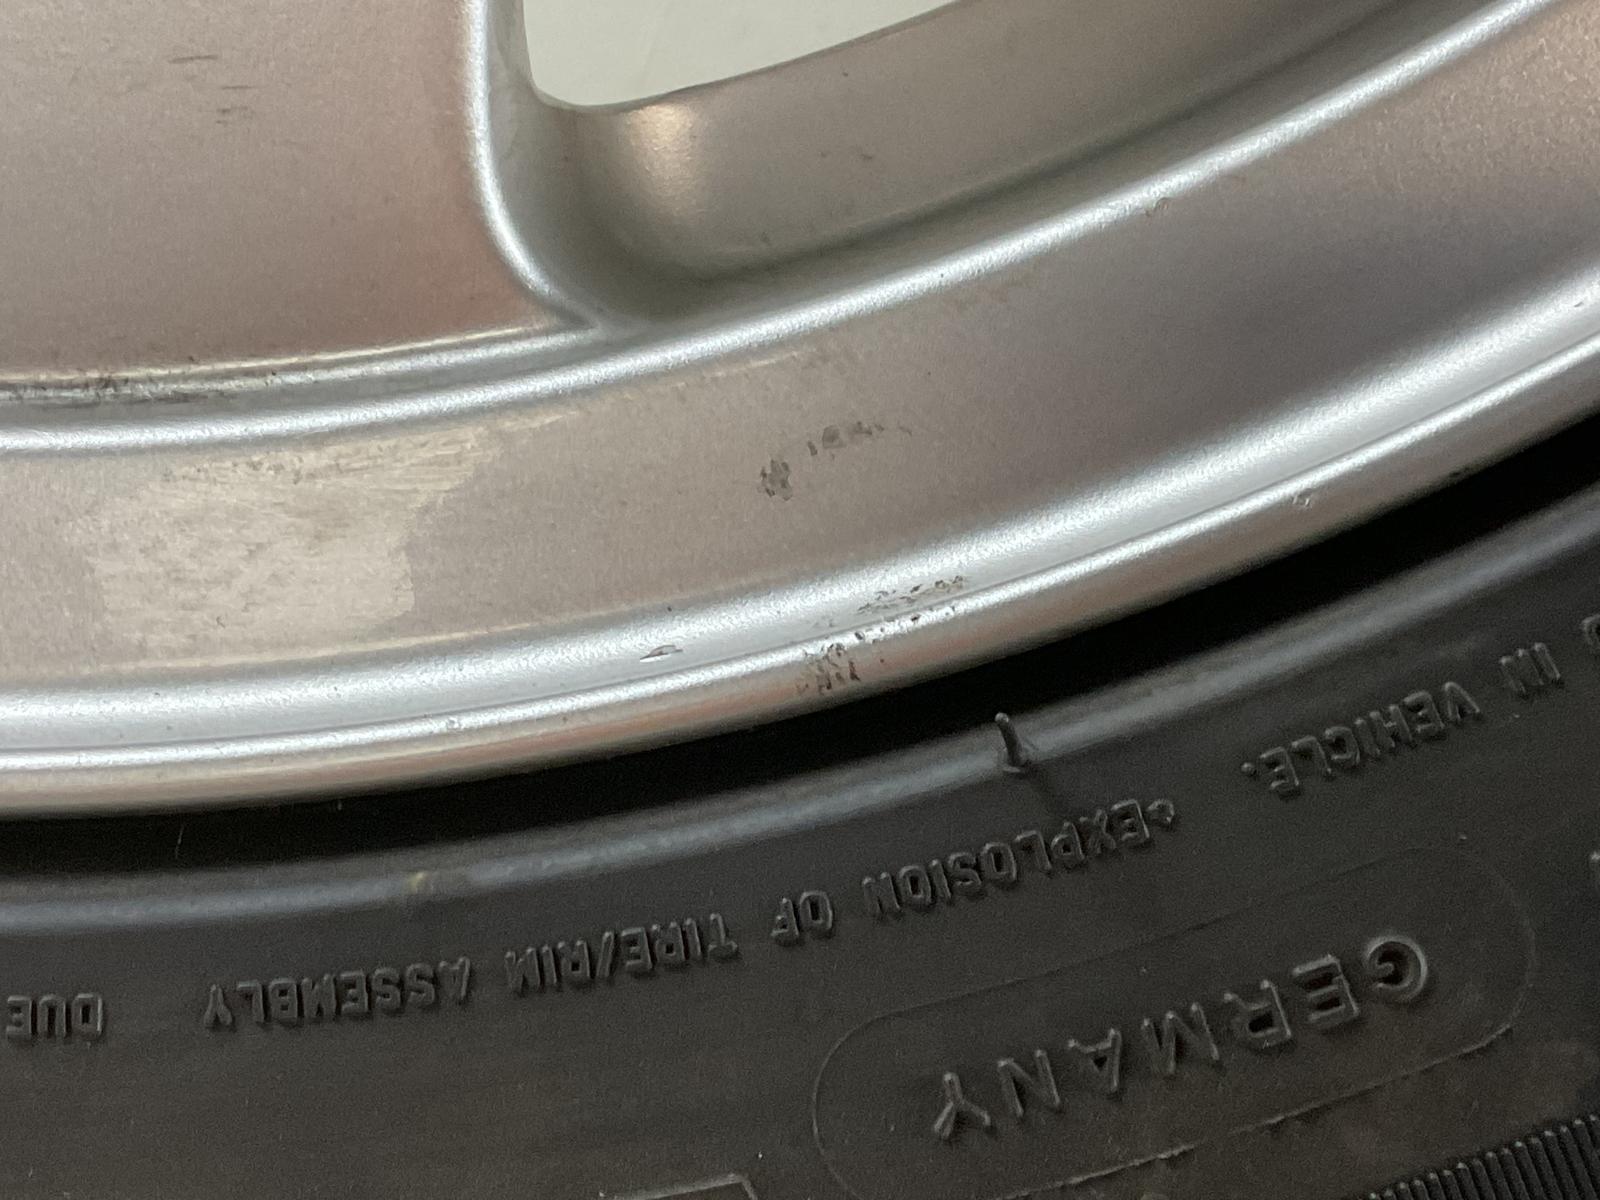 IN VEHICLE.
•EXPLOSION OF TIRE/RIM ASSEMBLY DUE
GERMANY